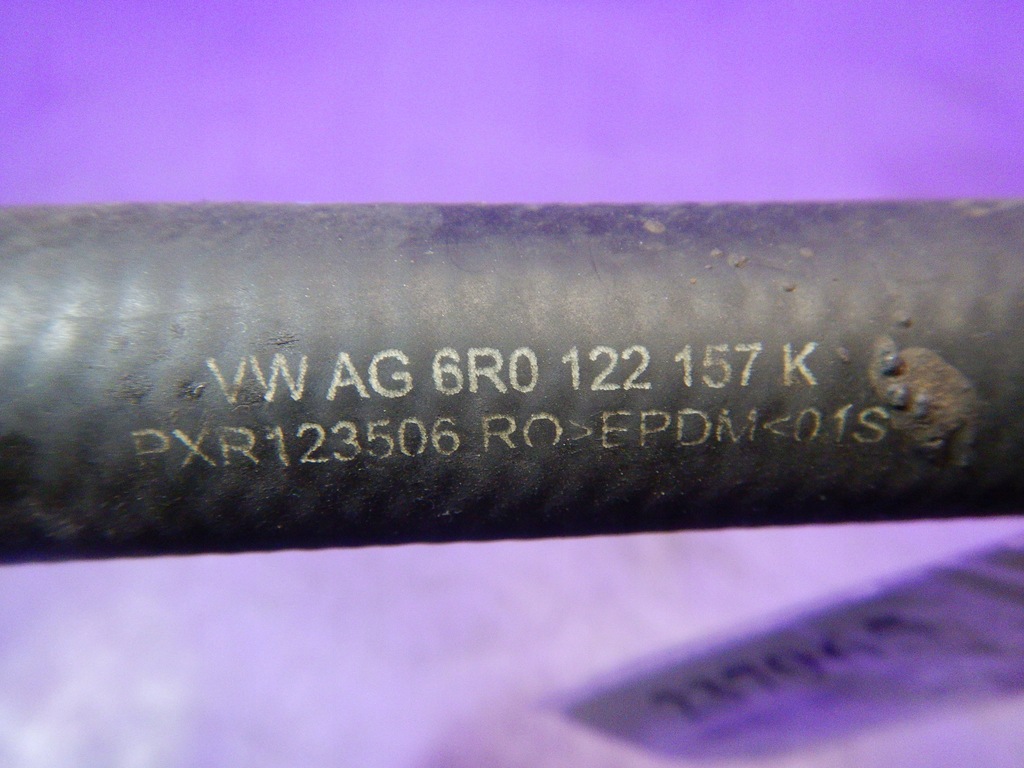 VW AG 6R0 122 157 K
PXR123506 RO>EPDM<01S